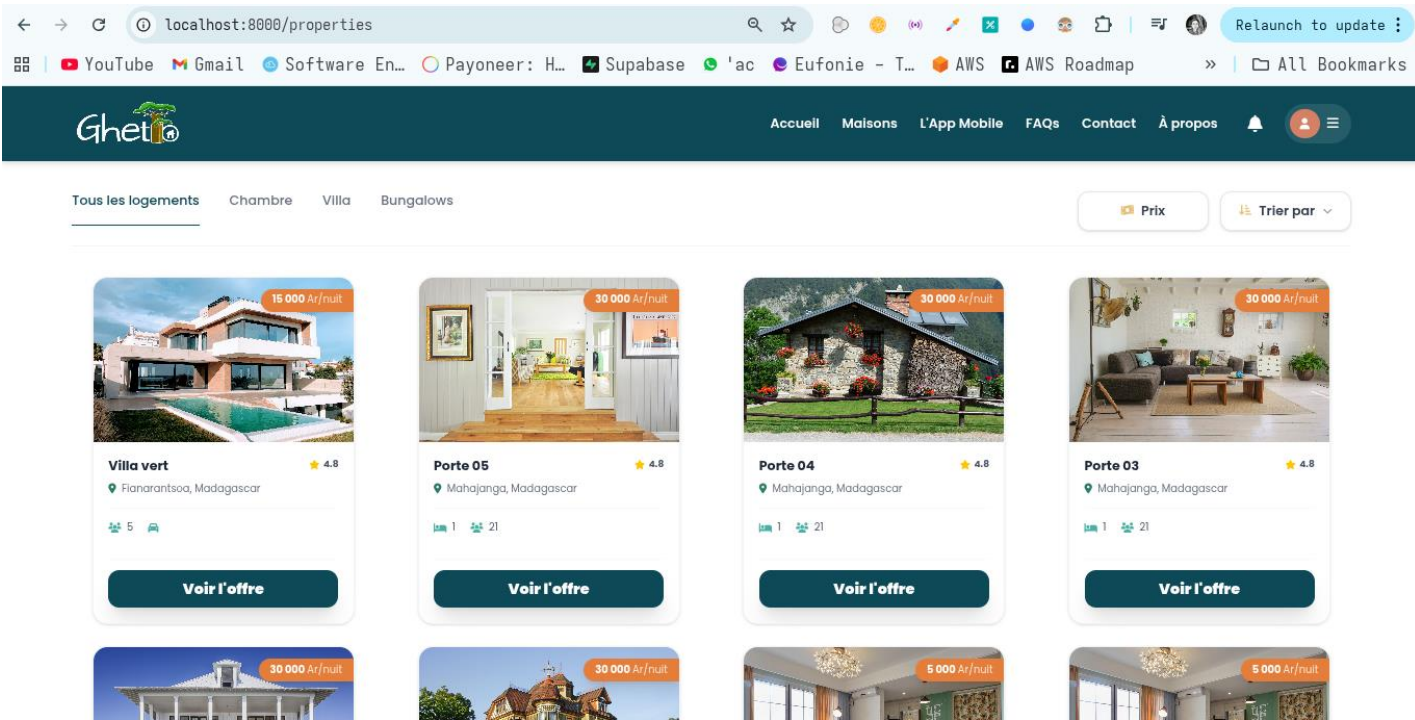 localhost:8000/properties
Relaunch to update
YouTube
Gmail
Software En…
Payoneer: H…
Supabase
'ac
Eufonie - T…
AWS
AWS Roadmap
»
All Bookmarks
Ghetto
Accueil
Maisons
L'App Mobile
FAQs
Contact
À propos
Tous les logements
Chambre
Villa
Bungalows
Prix
Trier par
15 000 Ar/nuit
30 000 Ar/nuit
30 000 Ar/nuit
30 000 Ar/nuit
Villa vert
4.8
Fianarantsoa, Madagascar
5
Voir l'offre
Porte 05
4.8
Mahajanga, Madagascar
1
21
Voir l'offre
Porte 04
4.8
Mahajanga, Madagascar
1
21
Voir l'offre
Porte 03
4.8
Mahajanga, Madagascar
1
21
Voir l'offre
30 000 Ar/nuit
30 000 Ar/nuit
5 000 Ar/nuit
5 000 Ar/nuit